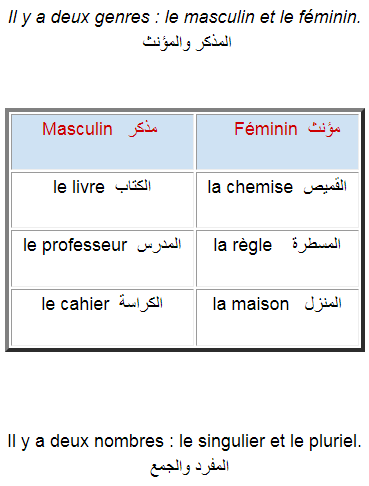 Il y a deux genres : le masculin et le féminin.
المذكر والمؤنث
Masculin مذكر Féminin مؤنث
le livre الكتاب la chemise القميص
le professeur المدرس la règle المسطرة
le cahier الكراسة la maison المنزل
Il y a deux nombres : le singulier et le pluriel.
المفرد والجمع